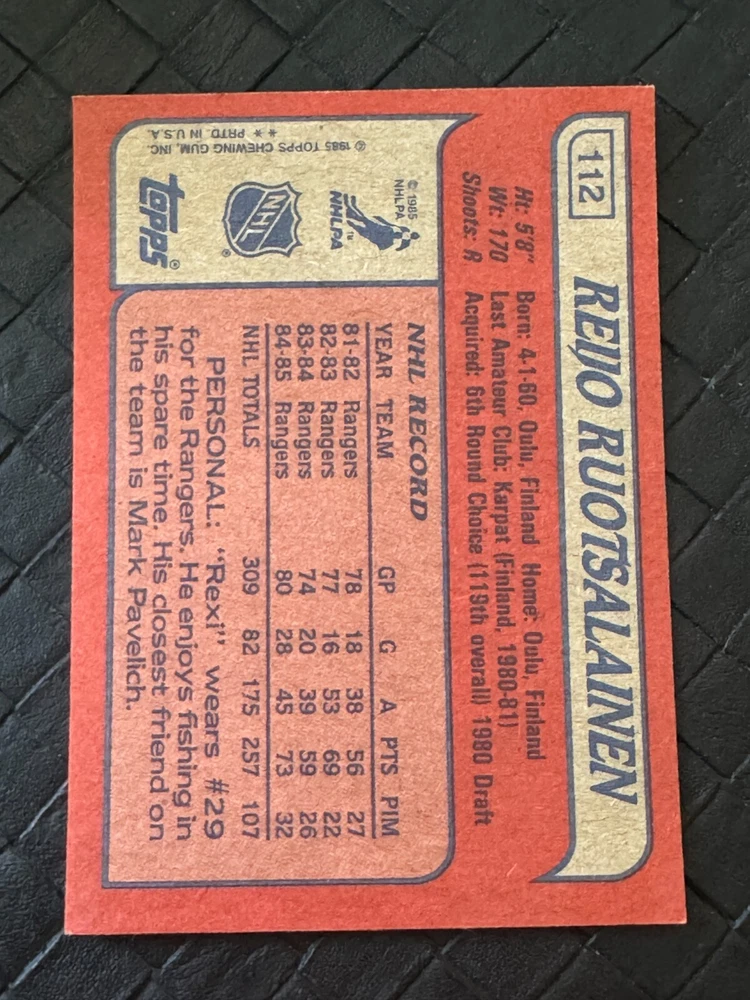 112
REIJO RUOTSALAINEN
Ht: 5'8" Born: 4-1-60, Oulu, Finland Home: Oulu, Finland
Wt: 170 Last Amateur Club: Karpat (Finland, 1980-81)
Shoots: R Acquired: 6th Round Choice (119th overall) 1980 Draft
© 1985
NHLPA
NHLPA
TM
NHL
®
TOPPS®
© 1985 TOPPS CHEWING GUM, INC.
** PRTD. IN U.S.A.
NHL RECORD
YEAR TEAM GP G A PTS PIM
81-82 Rangers 78 18 38 56 27
82-83 Rangers 77 16 53 69 22
83-84 Rangers 74 20 39 59 26
84-85 Rangers 80 28 45 73 32
NHL TOTALS 309 82 175 257 107
PERSONAL: "Rexi" wears #29
for the Rangers. He enjoys fishing in
his spare time. His closest friend on
the team is Mark Pavelich.